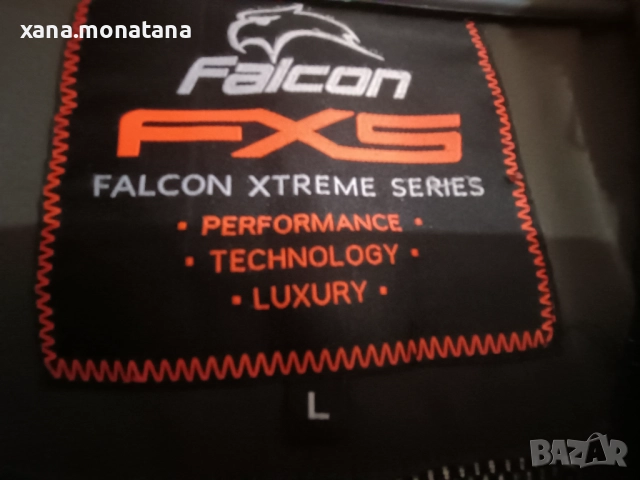 xana.monatana
Falcon
FXS
FALCON XTREME SERIES
· PERFORMANCE ·
· TECHNOLOGY ·
· LUXURY ·
L
BAZAR